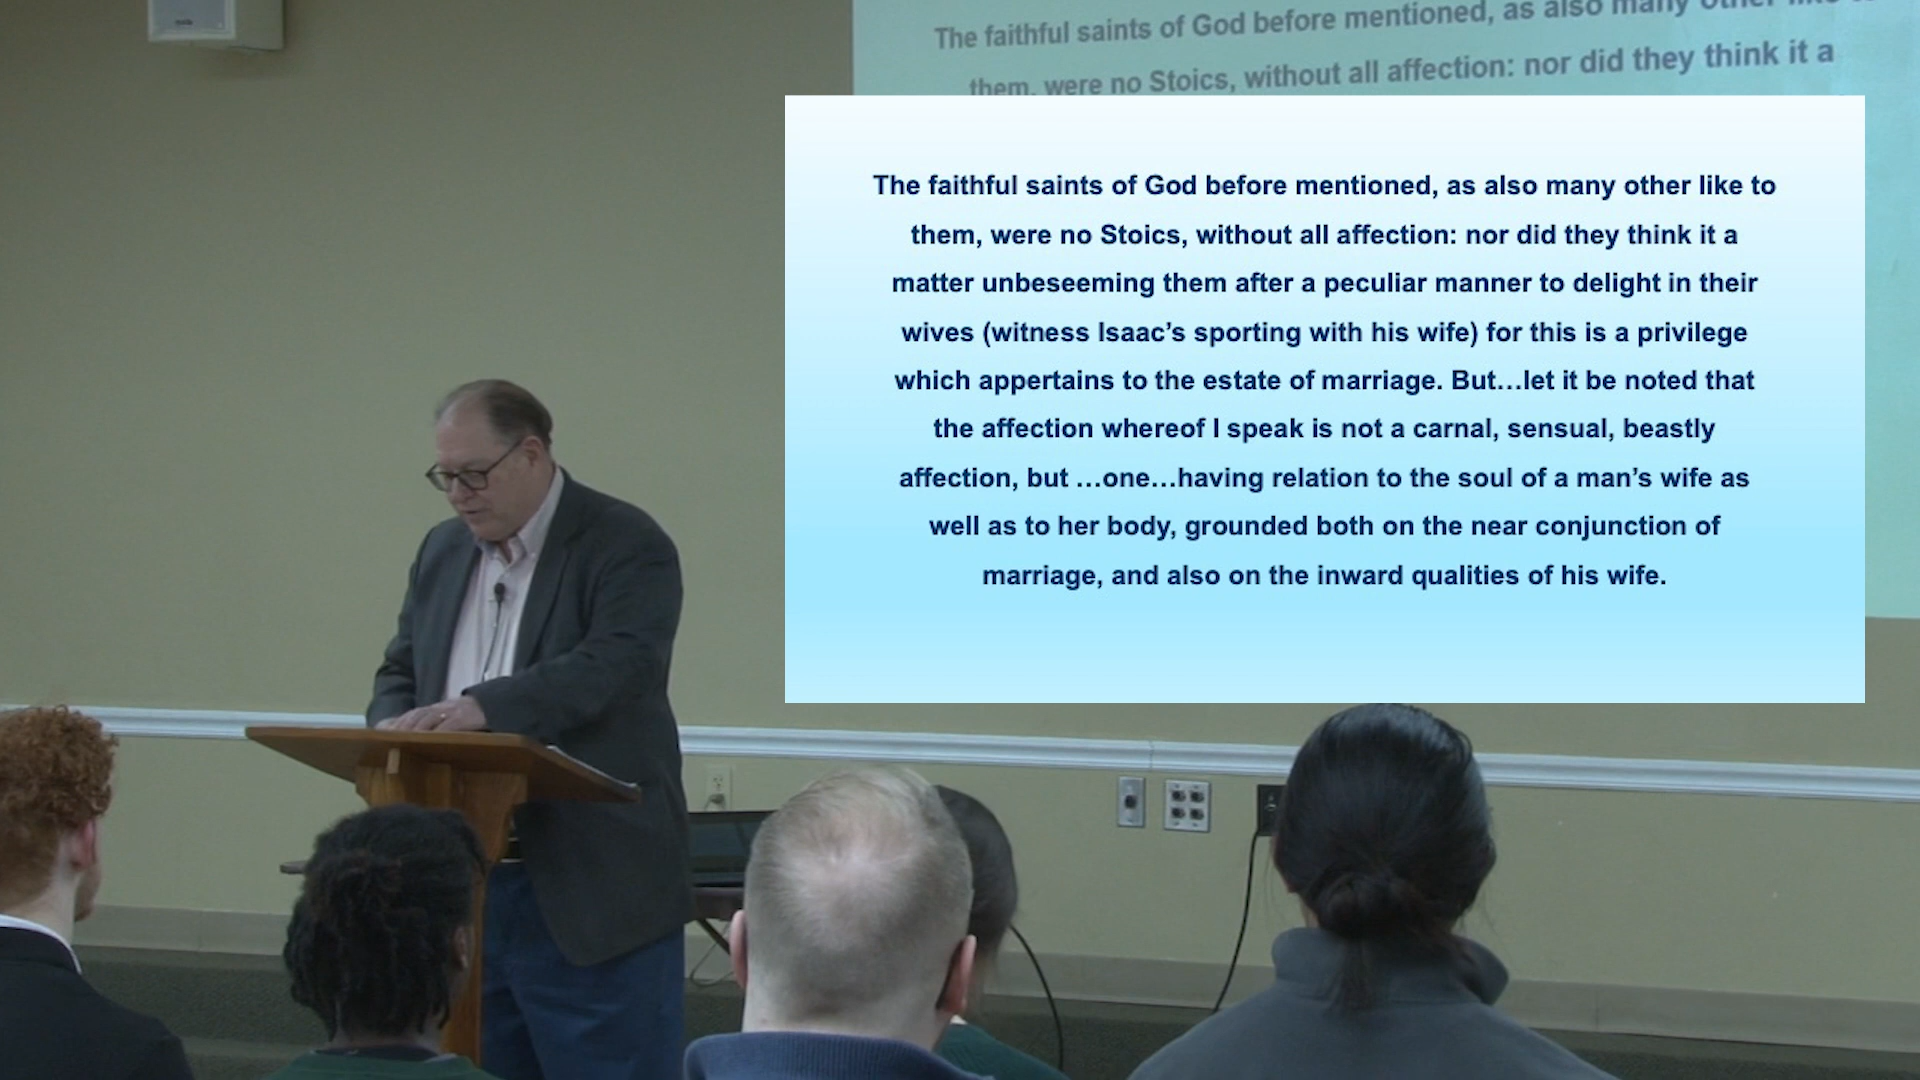 The faithful saints of God before mentioned, as also many other like to
them, were no Stoics, without all affection: nor did they think it a
The faithful saints of God before mentioned, as also many other like to
them, were no Stoics, without all affection: nor did they think it a
matter unbeseeming them after a peculiar manner to delight in their
wives (witness Isaac’s sporting with his wife) for this is a privilege
which appertains to the estate of marriage. But…let it be noted that
the affection whereof I speak is not a carnal, sensual, beastly
affection, but …one…having relation to the soul of a man’s wife as
well as to her body, grounded both on the near conjunction of
marriage, and also on the inward qualities of his wife.